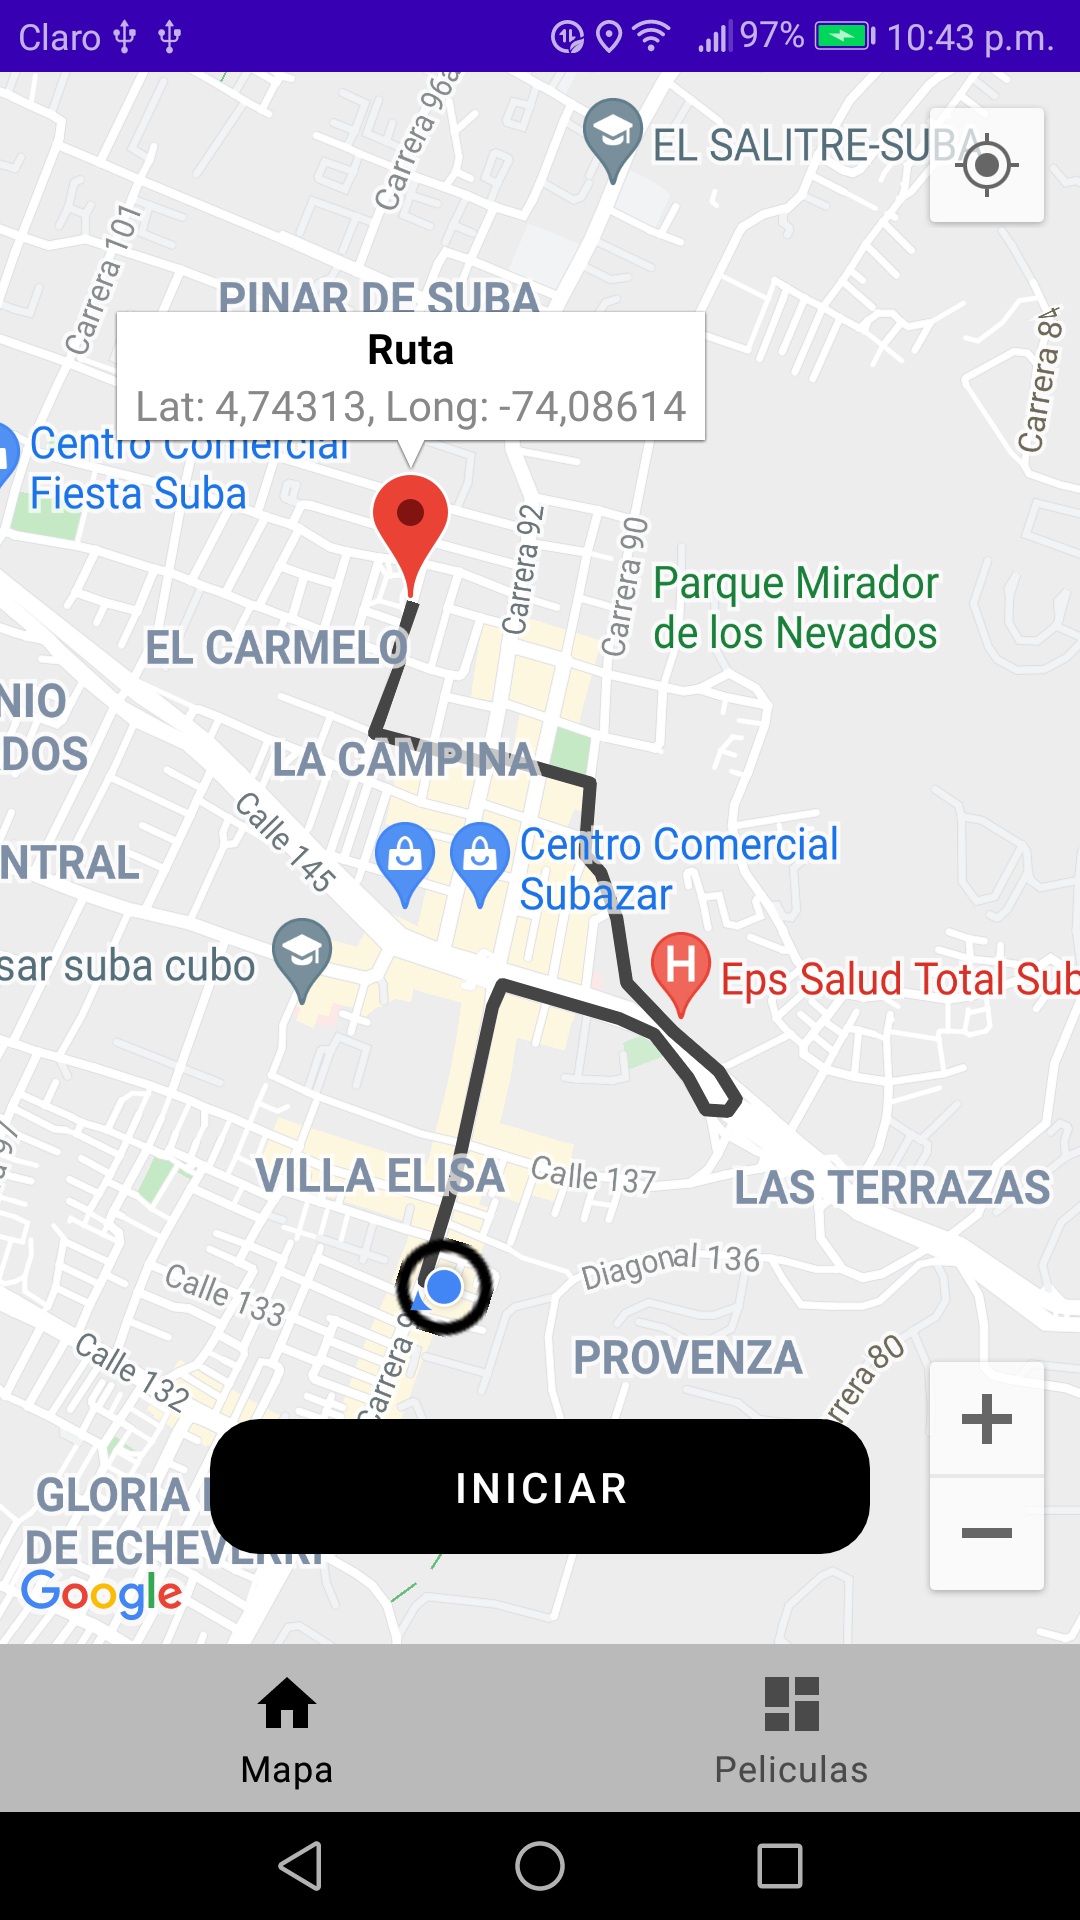 Claro
97%
10:43 p.m.
Carrera 96a
EL SALITRE-SUBA
Carrera 101
PINAR DE SUBA
Ruta
Lat: 4,74313, Long: -74,08614
Carrera 84
Centro Comercial
Fiesta Suba
Carrera 92
Carrera 90
Parque Mirador
de los Nevados
EL CARMELO
NIO
DOS
LA CAMPINA
Calle 145
Centro Comercial
Subazar
NTRAL
sar suba cubo
Eps Salud Total Sub
VILLA ELISA
Calle 137
LAS TERRAZAS
Diagonal 136
Calle 133
PROVENZA
Calle 132
Carrera
rrera 80
INICIAR
GLORIA
DE ECHEVERRI
Google
Mapa
Peliculas